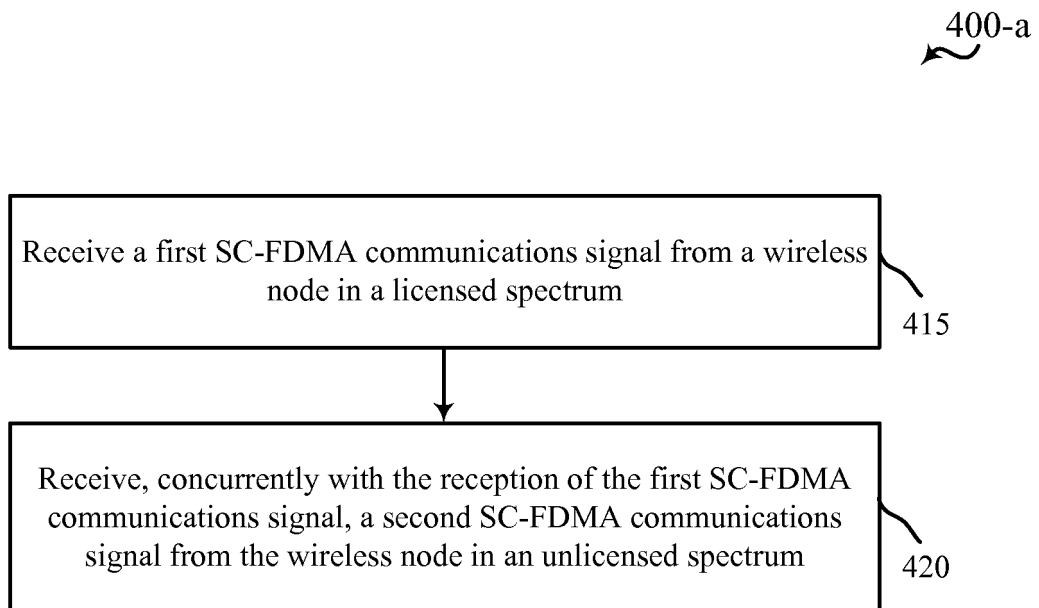 400-a
Receive a first SC-FDMA communications signal from a wireless
node in a licensed spectrum
415
Receive, concurrently with the reception of the first SC-FDMA
communications signal, a second SC-FDMA communications
signal from the wireless node in an unlicensed spectrum
420